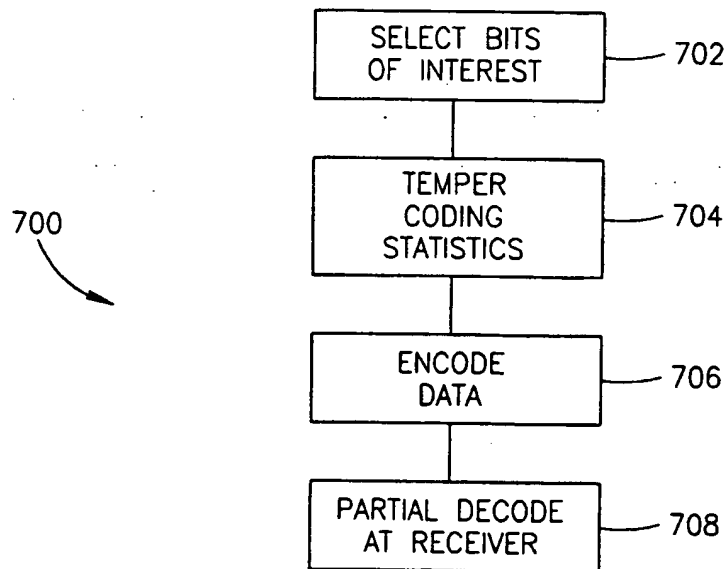 SELECT BITS
OF INTEREST
702
TEMPER
CODING
STATISTICS
704
700
ENCODE
DATA
706
PARTIAL DECODE
AT RECEIVER
708